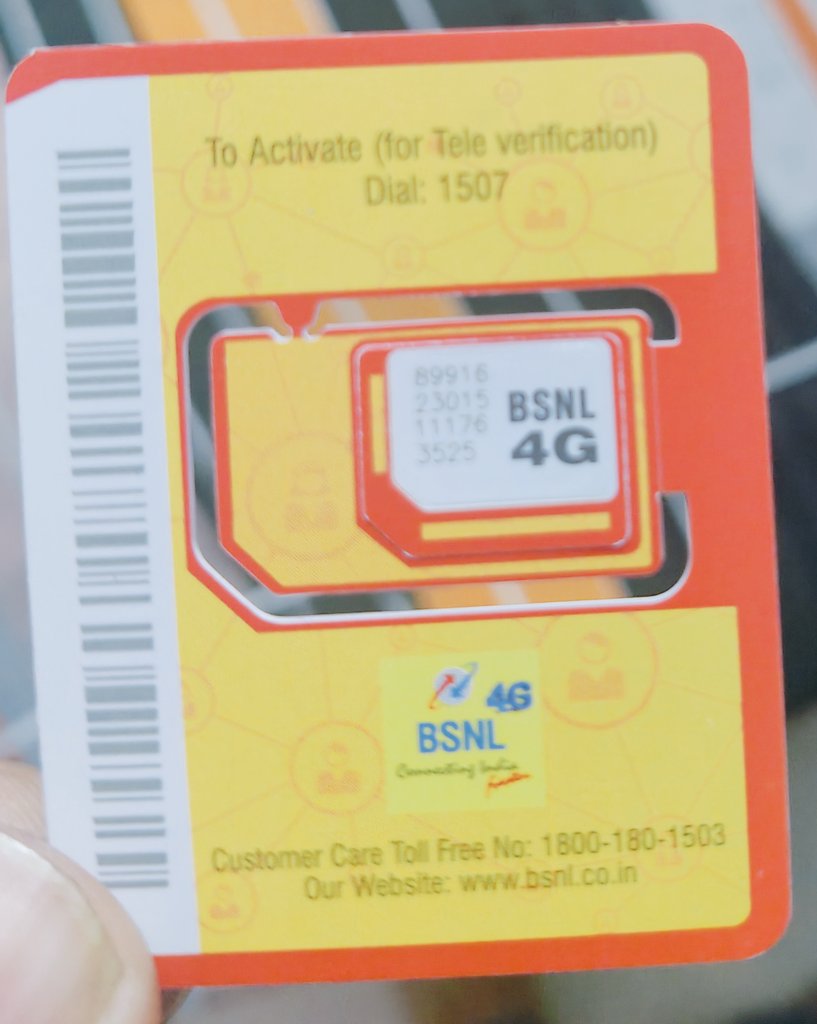 To Activate (for Tele verification)
Dial: 1507
89916
23015
11176
3525
BSNL
4G
4G
BSNL
Connecting India
Faster
Customer Care Toll Free No: 1800-180-1503
Our Website: www.bsnl.co.in